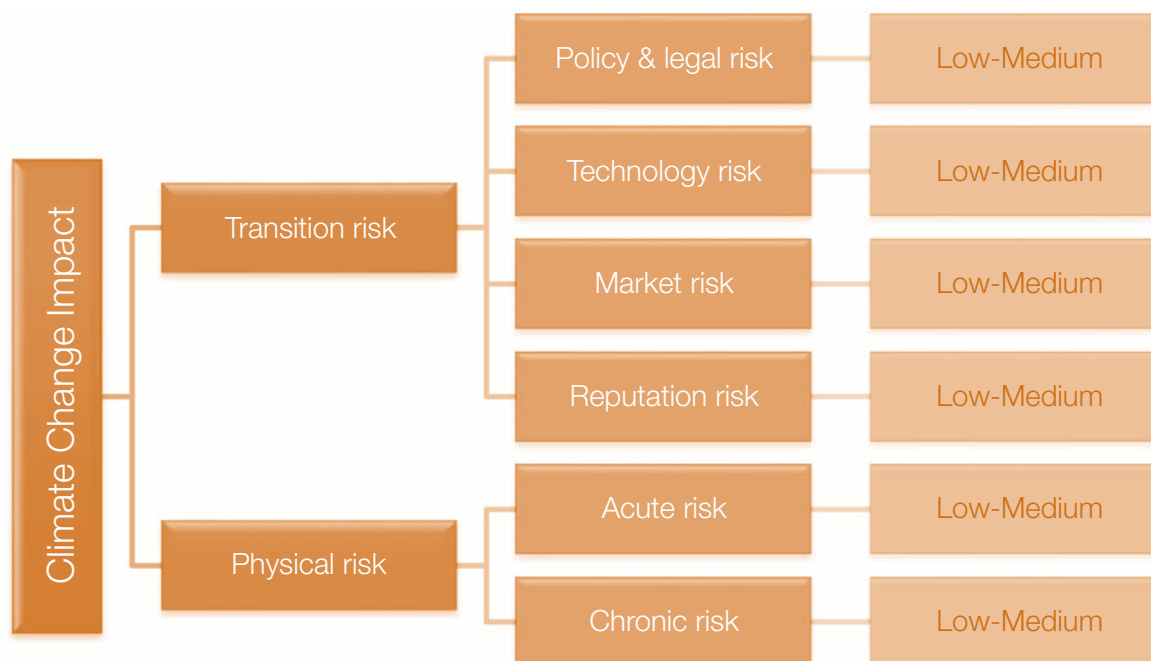 Climate Change Impact
Transition risk
Policy & legal risk
Low-Medium
Technology risk
Low-Medium
Market risk
Low-Medium
Reputation risk
Low-Medium
Physical risk
Acute risk
Low-Medium
Chronic risk
Low-Medium